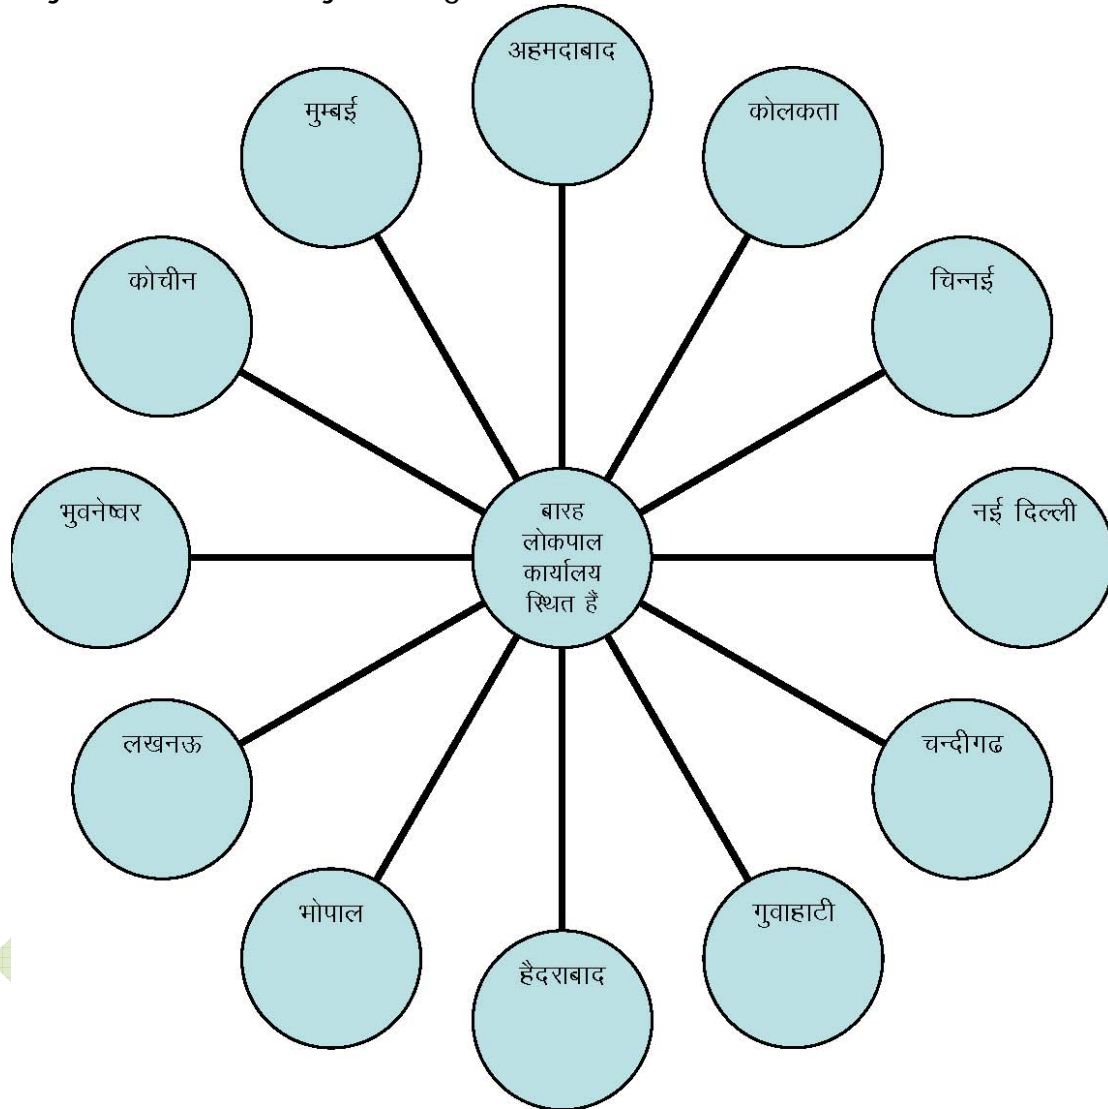 अहमदाबाद
कोलकता
चिन्नई
नई दिल्ली
चन्दीगढ
गुवाहाटी
हैदराबाद
भोपाल
लखनऊ
भुवनेष्वर
कोचीन
मुम्बई
बारह
लोकपाल
कार्यालय
स्थित हैं